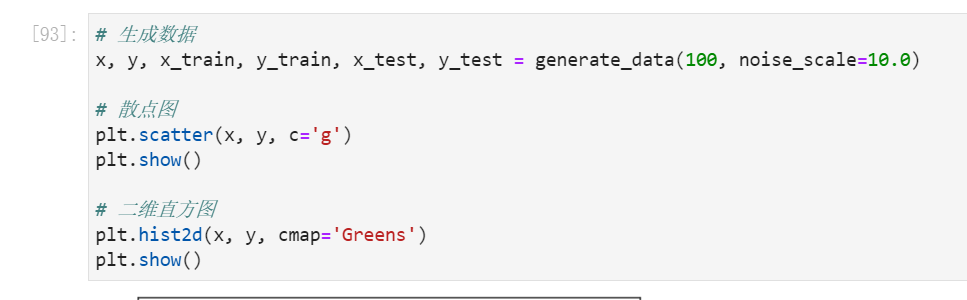 [93]: # 生成数据
x, y, x_train, y_train, x_test, y_test = generate_data(100, noise_scale=10.0)
# 散点图
plt.scatter(x, y, c='g')
plt.show()
# 二维直方图
plt.hist2d(x, y, cmap='Greens')
plt.show()